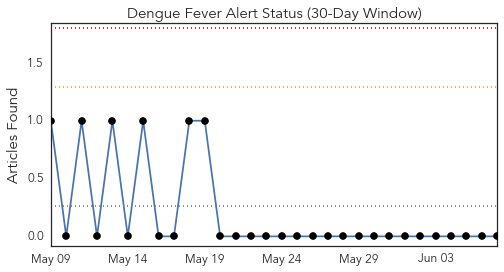 Dengue Fever Alert Status (30-Day Window)
Articles Found
1.5
1.0
0.5
0.0
May 09 May 14 May 19 May 24 May 29 Jun 03